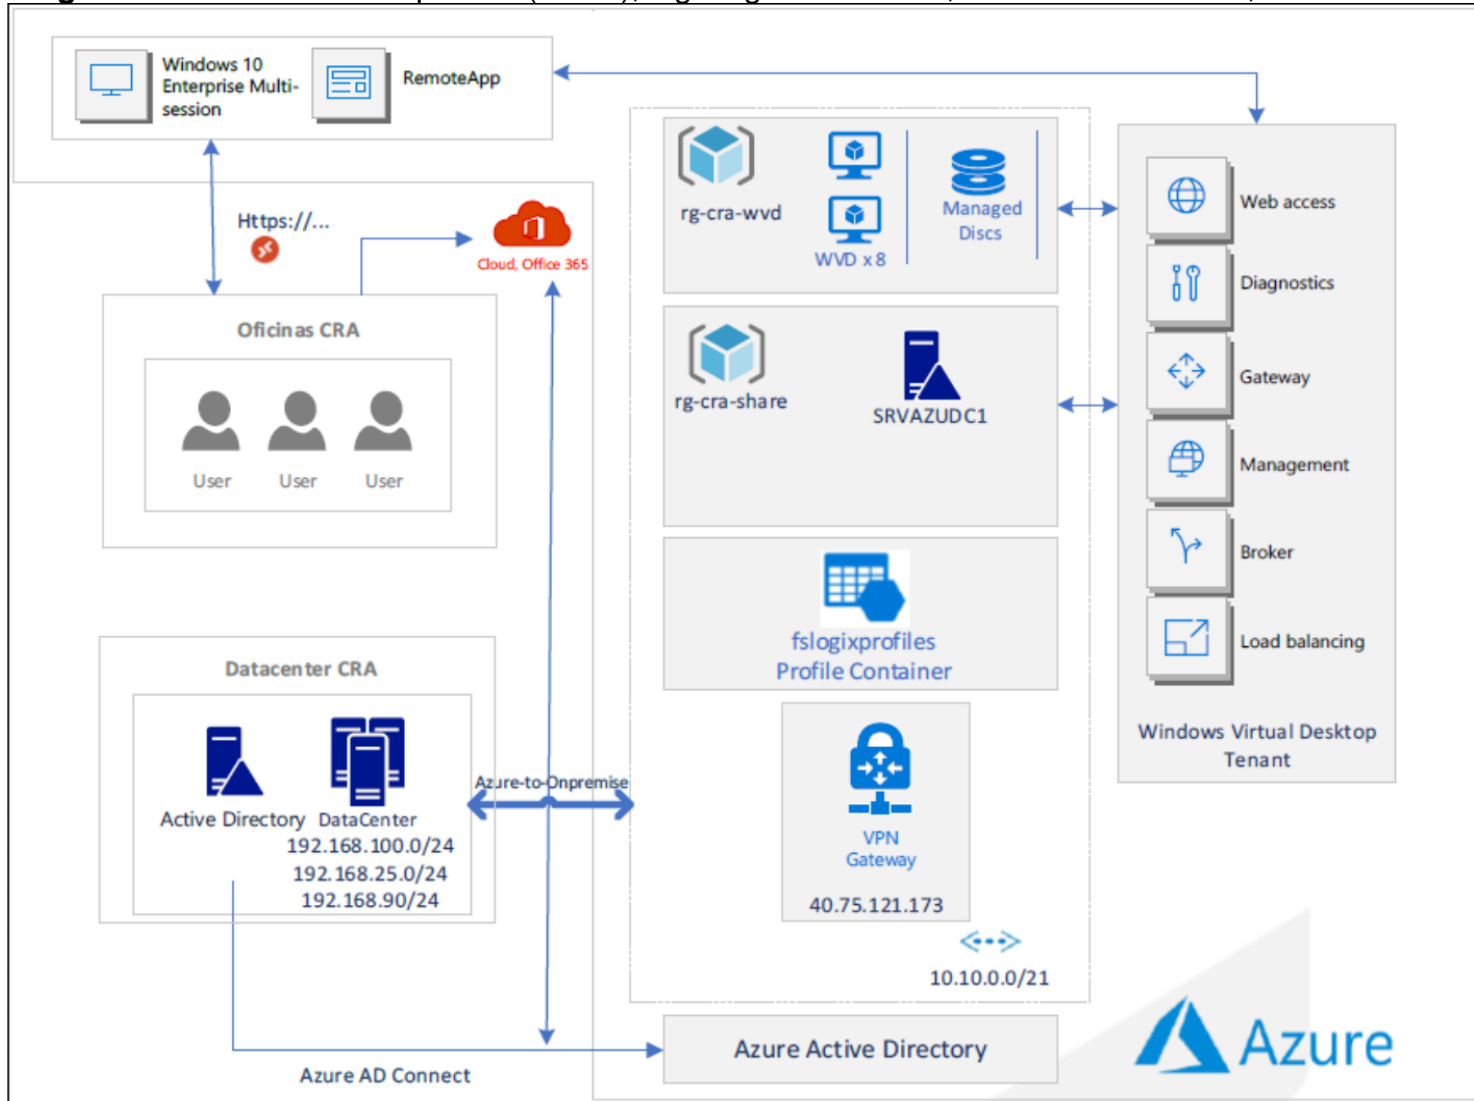 Windows 10
Enterprise Multi-
session
RemoteApp
Https://...
Cloud, Office 365
Oficinas CRA
User
User
User
Datacenter CRA
Active Directory
DataCenter
192.168.100.0/24
192.168.25.0/24
192.168.90/24
Azure-to-Onpremise
Azure AD Connect
rg-cra-wvd
WVD x 8
Managed
Discs
rg-cra-share
SRVAZUDC1
fslogixprofiles
Profile Container
VPN
Gateway
40.75.121.173
10.10.0.0/21
Azure Active Directory
Web access
Diagnostics
Gateway
Management
Broker
Load balancing
Windows Virtual Desktop
Tenant
Azure